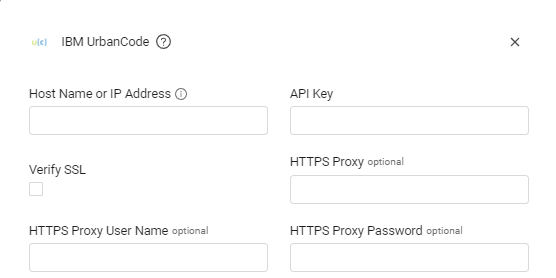 u{c} IBM UrbanCode ?
Host Name or IP Address i
API Key
Verify SSL
HTTPS Proxy optional
HTTPS Proxy User Name optional
HTTPS Proxy Password optional